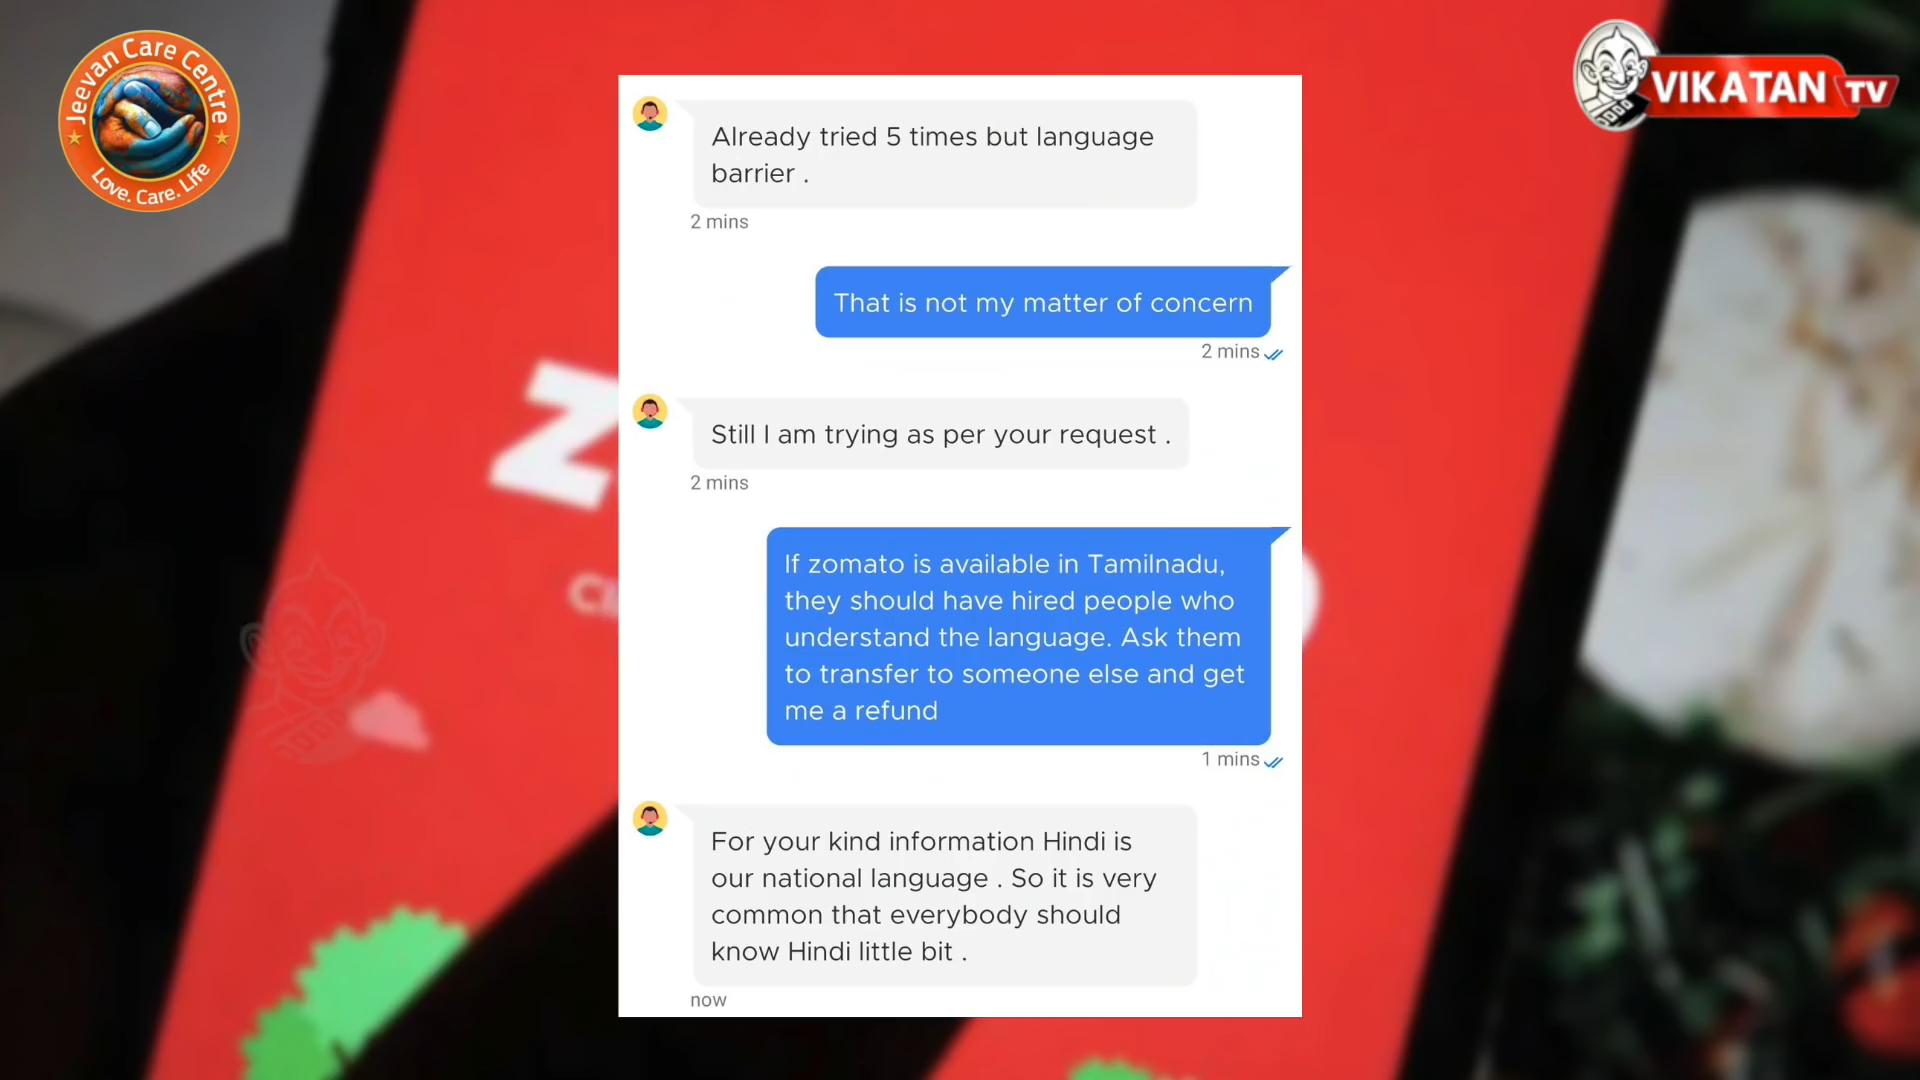 Jeevan Care Centre
Love. Care. Life
VIKATAN TV
Already tried 5 times but language
barrier .
2 mins
That is not my matter of concern
2 mins
Still I am trying as per your request .
2 mins
If zomato is available in Tamilnadu,
they should have hired people who
understand the language. Ask them
to transfer to someone else and get
me a refund
1 mins
For your kind information Hindi is
our national language . So it is very
common that everybody should
know Hindi little bit .
now